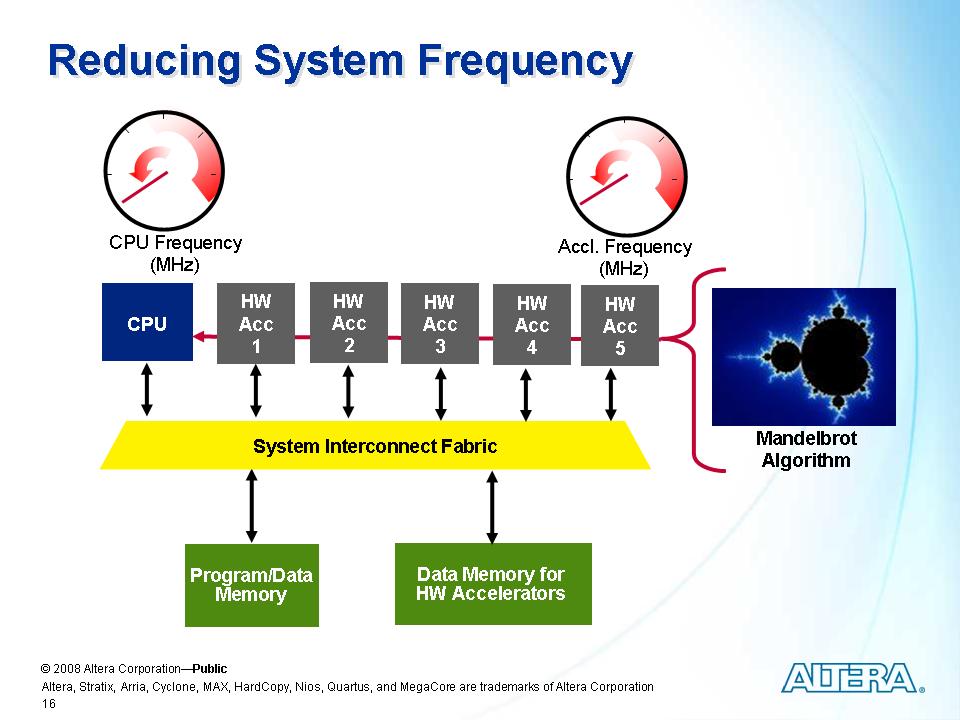 Reducing System Frequency
CPU Frequency
(MHz)
Accl. Frequency
(MHz)
CPU
HW
Acc
1
HW
Acc
2
HW
Acc
3
HW
Acc
4
HW
Acc
5
Mandelbrot
Algorithm
System Interconnect Fabric
Program/Data
Memory
Data Memory for
HW Accelerators
© 2008 Altera Corporation—Public
Altera, Stratix, Arria, Cyclone, MAX, HardCopy, Nios, Quartus, and MegaCore are trademarks of Altera Corporation
16
ALTERA®